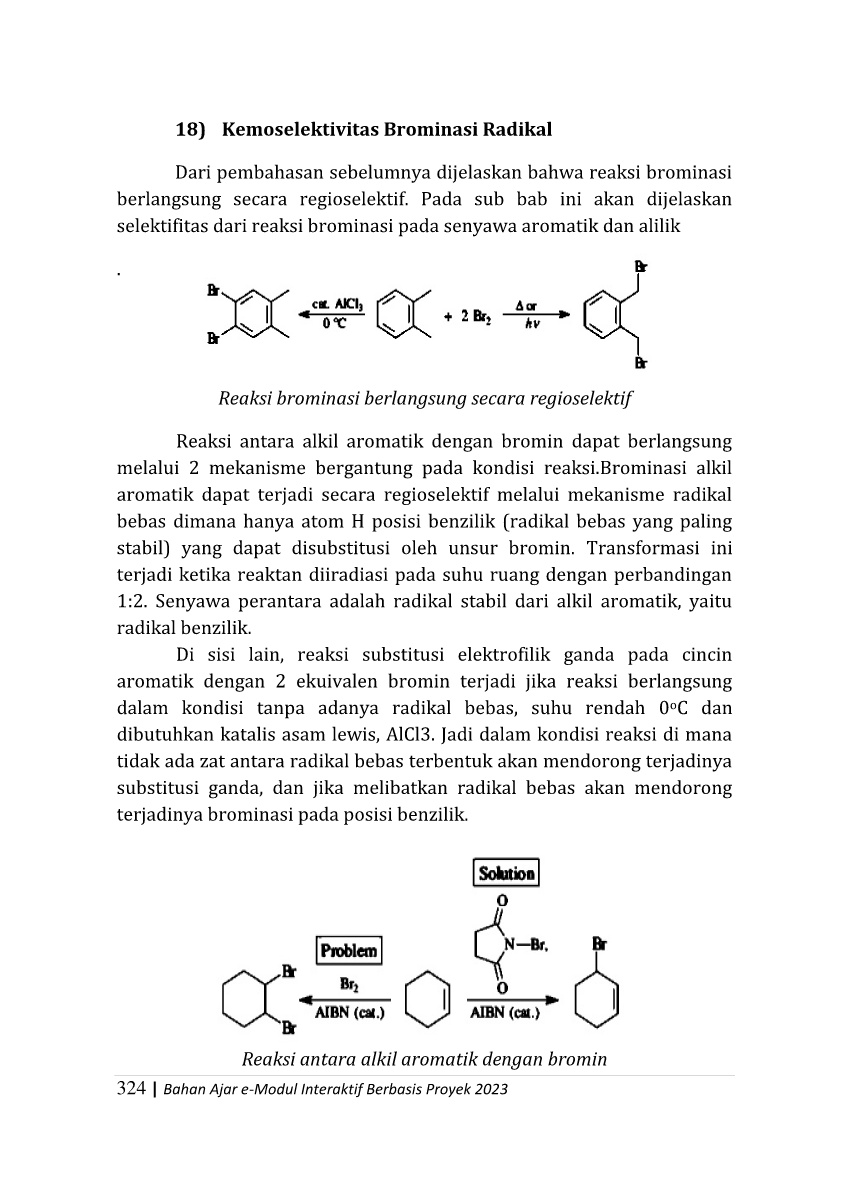 18) Kemoselektivitas Brominasi Radikal
Dari pembahasan sebelumnya dijelaskan bahwa reaksi brominasi
berlangsung secara regioselektif. Pada sub bab ini akan dijelaskan
selektifitas dari reaksi brominasi pada senyawa aromatik dan alilik
.
Br
Br
cat. AlCl3
0 °C
+ 2 Br2
Δ or
hν
Br
Br
Reaksi brominasi berlangsung secara regioselektif
Reaksi antara alkil aromatik dengan bromin dapat berlangsung
melalui 2 mekanisme bergantung pada kondisi reaksi.Brominasi alkil
aromatik dapat terjadi secara regioselektif melalui mekanisme radikal
bebas dimana hanya atom H posisi benzilik (radikal bebas yang paling
stabil) yang dapat disubstitusi oleh unsur bromin. Transformasi ini
terjadi ketika reaktan diiradiasi pada suhu ruang dengan perbandingan
1:2. Senyawa perantara adalah radikal stabil dari alkil aromatik, yaitu
radikal benzilik.
Di sisi lain, reaksi substitusi elektrofilik ganda pada cincin
aromatik dengan 2 ekuivalen bromin terjadi jika reaksi berlangsung
dalam kondisi tanpa adanya radikal bebas, suhu rendah 0ᵒC dan
dibutuhkan katalis asam lewis, AlCl3. Jadi dalam kondisi reaksi di mana
tidak ada zat antara radikal bebas terbentuk akan mendorong terjadinya
substitusi ganda, dan jika melibatkan radikal bebas akan mendorong
terjadinya brominasi pada posisi benzilik.
Br
Br
Problem
Br2
AIBN (cat.)
Solution
O
N—Br,
O
AIBN (cat.)
Br
Reaksi antara alkil aromatik dengan bromin
324 | Bahan Ajar e-Modul Interaktif Berbasis Proyek 2023